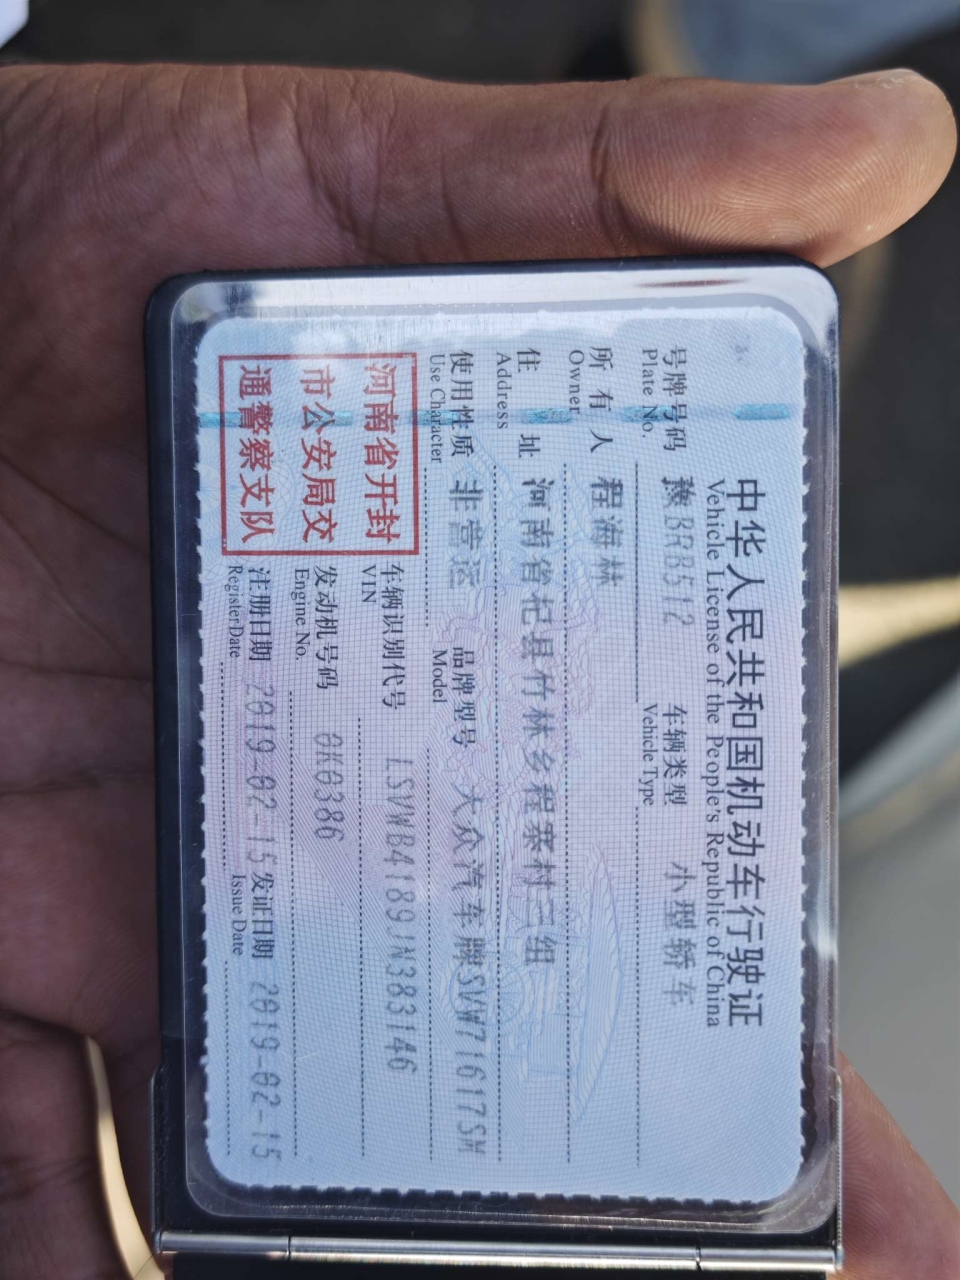 中华人民共和国机动车行驶证
Vehicle License of the People's Republic of China
号牌号码 豫BRB512 车辆类型 小型轿车
Plate No. Vehicle Type
所有人 程海林
Owner
住址 河南省杞县竹林乡程寨村三组
Address
使用性质 非营运 品牌型号 大众汽车牌SVW71617SM
Use Character Model
河南省开封
市公安局交
通警察支队
车辆识别代号 LSVWB4189JN383146
VIN
发动机号码 0K0386
Engine No.
注册日期 2019-02-15 发证日期 2019-02-15
RegisterDate Issue Date